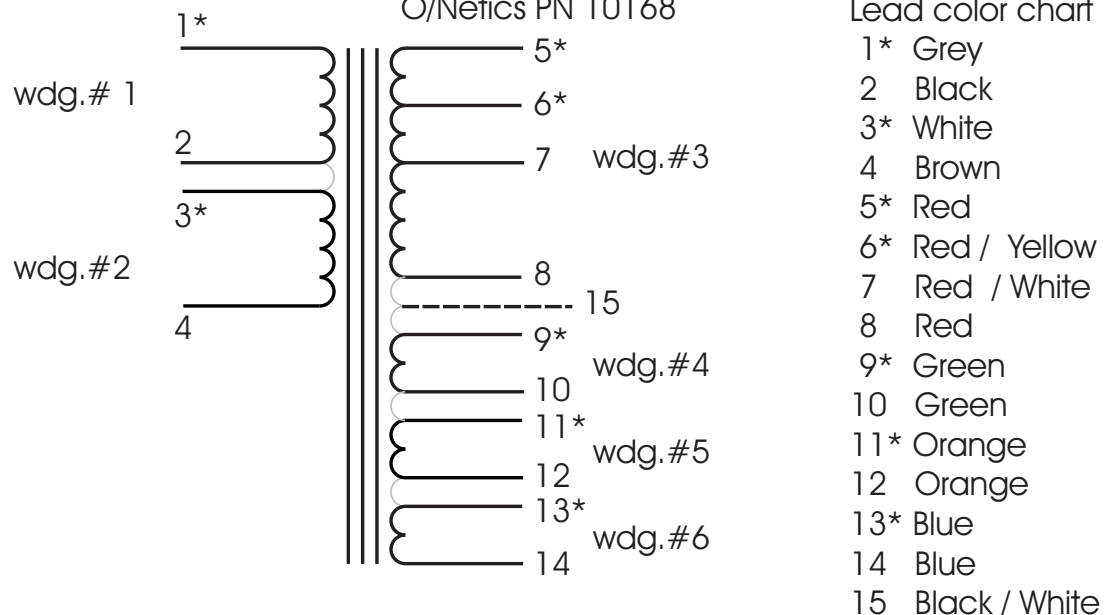 O/Netics PN 10168
1*
wdg.# 1
2
3*
wdg.#2
4
5*
6*
7 wdg.#3
8
15
9*
wdg.#4
10
11*
wdg.#5
12
13*
wdg.#6
14
Lead color chart
1* Grey
2 Black
3* White
4 Brown
5* Red
6* Red / Yellow
7 Red / White
8 Red
9* Green
10 Green
11* Orange
12 Orange
13* Blue
14 Blue
15 Black / White